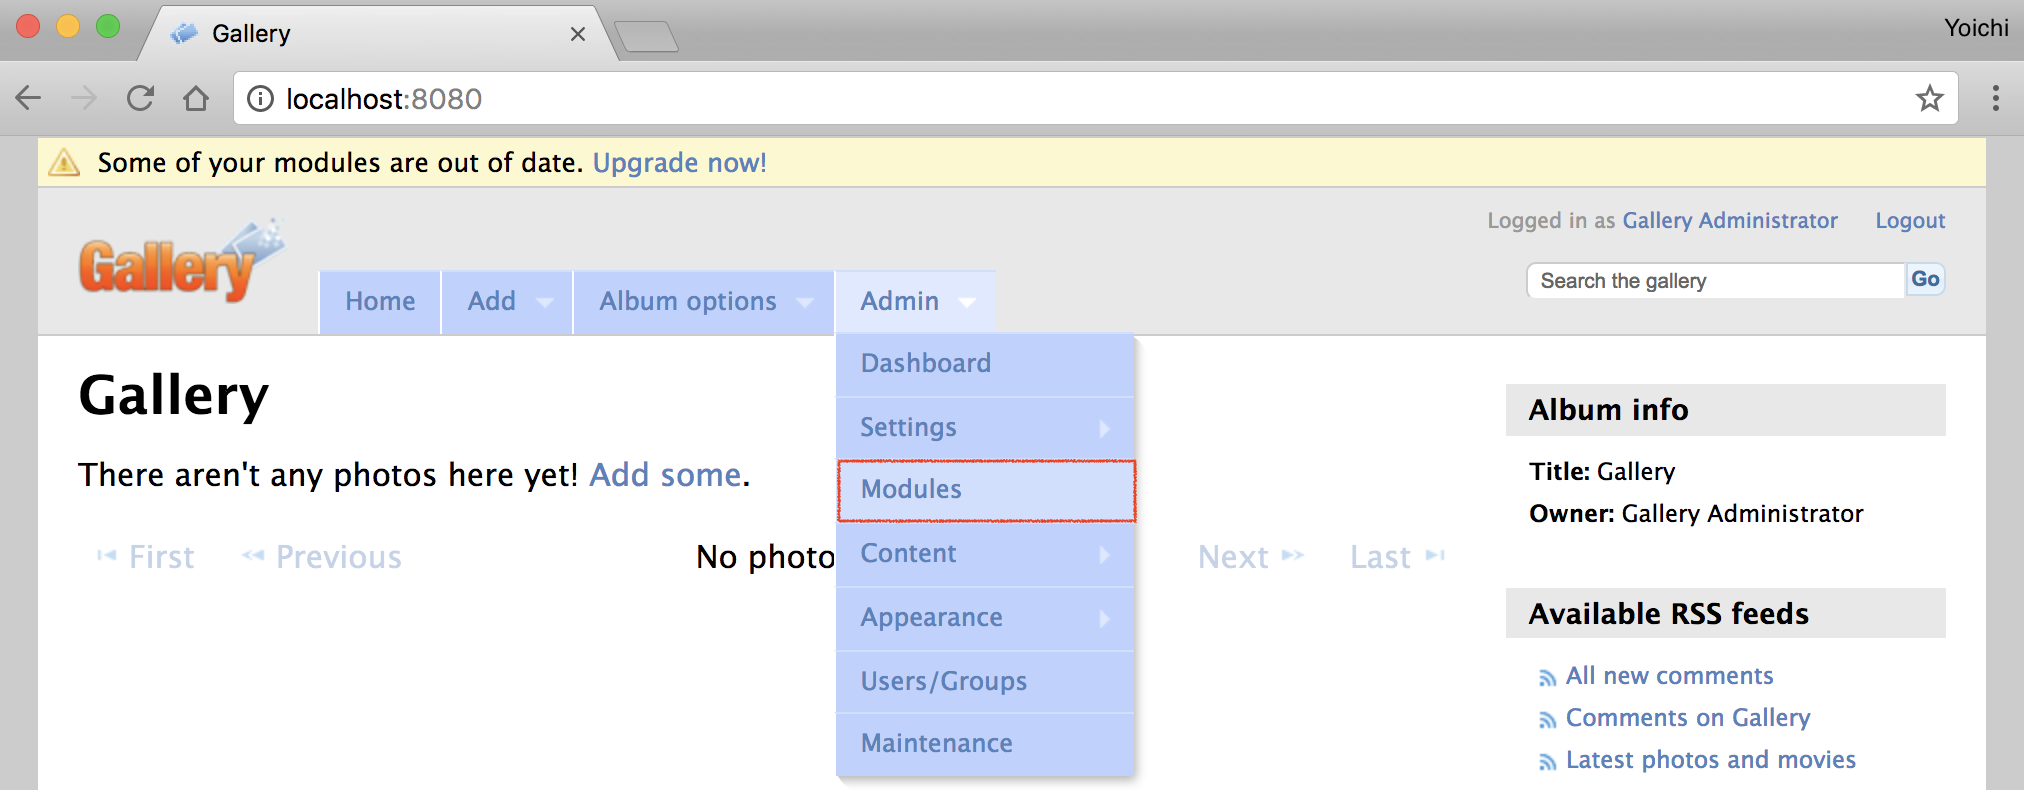 Gallery
Yoichi
localhost:8080
Some of your modules are out of date. Upgrade now!
Gallery
Logged in as Gallery Administrator Logout
Search the gallery Go
Home Add Album options Admin
Dashboard
Settings
Modules
Content
Appearance
Users/Groups
Maintenance
Gallery
There aren't any photos here yet! Add some.
First Previous No photo Next Last
Album info
Title: Gallery
Owner: Gallery Administrator
Available RSS feeds
All new comments
Comments on Gallery
Latest photos and movies